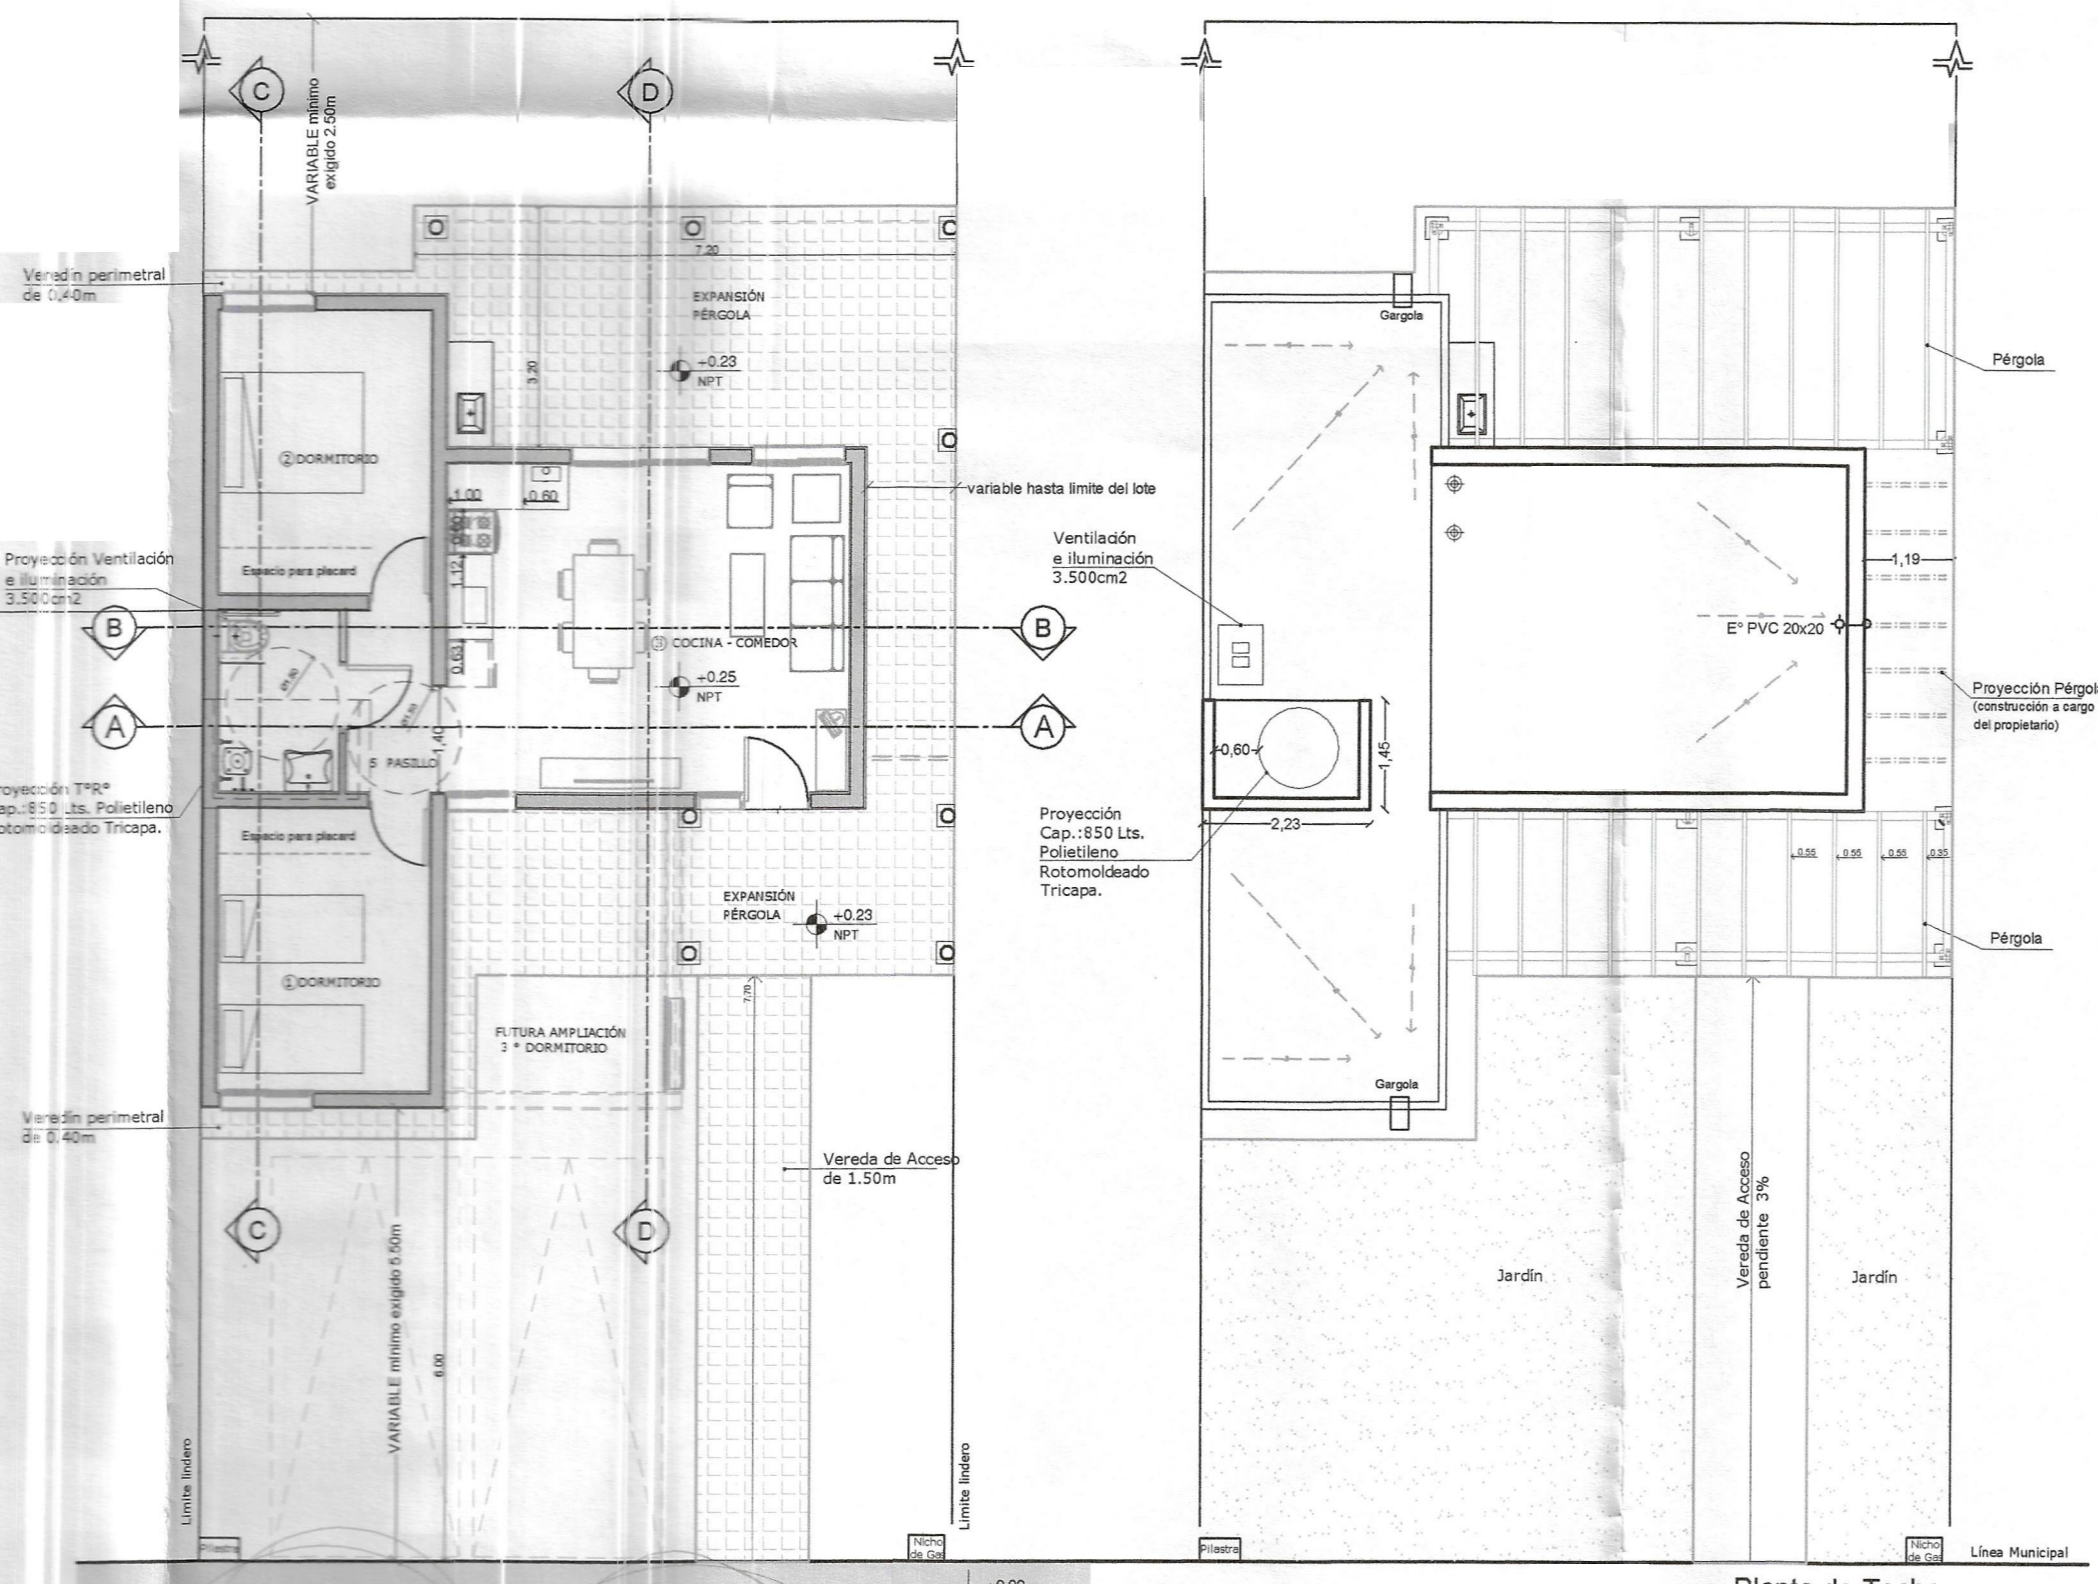 C
D
VARIABLE mínimo
exigido 2.50m
7.20
Veredín perimetral
de 0,40m
EXPANSIÓN
PÉRGOLA
+0.23
NPT
3.20
②DORMITORIO
1.00
0.60
variable hasta limite del lote
Proyección Ventilación
e iluminación
3.500cm2
Espacio para placard
1.12
B
B
0.63
③ COCINA - COMEDOR
+0.25
NPT
A
A
1,40
5 PASILLO
royección T°R°
ap.:850 Lts. Polietileno
otomoldeado Tricapa.
Espacio para placard
EXPANSIÓN
PÉRGOLA
+0.23
NPT
①DORMITORIO
7.70
FUTURA AMPLIACIÓN
3 ° DORMITORIO
Veredín perimetral
de 0.40m
Vereda de Acceso
de 1.50m
C
D
VARIABLE mínimo exigido 5.50m
6.00
Limite lindero
Limite lindero
Pilastra
Nicho
de Gas
+0.00
Gargola
Pérgola
Ventilación
e iluminación
3.500cm2
1,19
E° PVC 20x20
Proyección Pérgol
(construcción a cargo
del propietario)
0,60
1,45
2,23
Proyección
Cap.:850 Lts.
Polietileno
Rotomoldeado
Tricapa.
0.55
0.55
0.55
0.35
Pérgola
Gargola
Vereda de Acceso
pendiente 3%
Jardín
Jardín
Pilastra
Nicho
de Gas
Línea Municipal